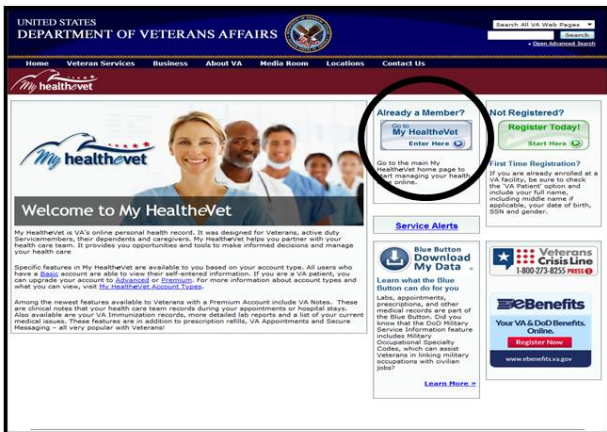 UNITED STATES
DEPARTMENT OF VETERANS AFFAIRS
Search All VA Web Pages
Search
Open Advanced Search
Home Veteran Services Business About VA Media Room Locations Contact Us
My healthevet
My healthevet
Welcome to My HealtheVet
My HealtheVet is VA's online personal health record. It was designed for Veterans, active duty
Servicemembers, their dependents and caregivers. My HealtheVet helps you partner with your
health care team. It provides you opportunities and tools to make informed decisions and manage
your health care
Specific features in My HealtheVet are available to you based on your account type. All users who
have a Basic account are able to view their self-entered information. If you are a VA patient, you
can upgrade your account to Advanced or Premium. For more information about account types and
what you can view, visit My HealtheVet Account Types.
Among the newest features available to Veterans with a Premium Account include VA Notes. These
are clinical notes that your health care team records during your appointments or hospital stays.
Also available are your VA Immunization records, more detailed lab reports and a list of your current
medical issues. These features are in addition to prescription refills, VA Appointments and Secure
Messaging – all very popular with Veterans!
Already a Member?
Go to
My HealtheVet
Enter Here
Go to the main My
HealtheVet home page to
start managing your health
online.
Not Registered?
Register Today!
Start Here
First Time Registration?
If you are already enrolled at a
VA facility, be sure to check
the 'VA Patient' option and
include your full name,
including middle name if
applicable, your date of birth,
SSN and gender.
Service Alerts
Blue Button
Download
My Data
Learn what the Blue
Button can do for you
Labs, appointments,
prescriptions, and other
medical records are part of
the Blue Button. Did you
know that the DoD Military
Service Information feature
includes Military
Occupational Specialty
Codes, which can assist
Veterans in linking military
occupations with civilian
jobs?
Learn More »
Veterans
Crisis Line
1-800-273-8255 PRESS 1
eBenefits
Your VA & DoD Benefits.
Online.
Register Now
www.ebenefits.va.gov